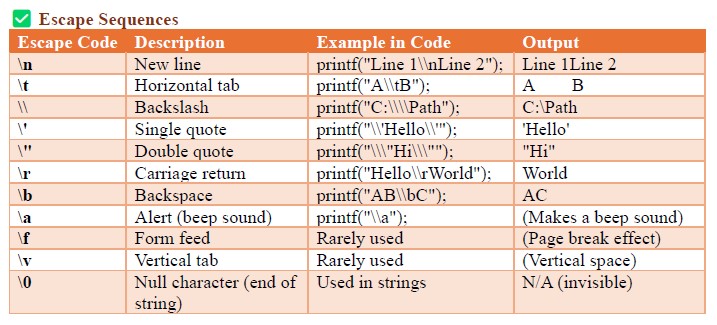 ✅ Escape Sequences
Escape Code Description Example in Code Output
\n New line printf("Line 1\\nLine 2"); Line 1Line 2
\t Horizontal tab printf("A\\tB"); A B
\\ Backslash printf("C:\\\\Path"); C:\Path
\' Single quote printf("\\'Hello\\'"); 'Hello'
\" Double quote printf("\\\"Hi\\\""); "Hi"
\r Carriage return printf("Hello\\rWorld"); World
\b Backspace printf("AB\\bC"); AC
\a Alert (beep sound) printf("\\a"); (Makes a beep sound)
\f Form feed Rarely used (Page break effect)
\v Vertical tab Rarely used (Vertical space)
\0 Null character (end of Used in strings N/A (invisible)
string)